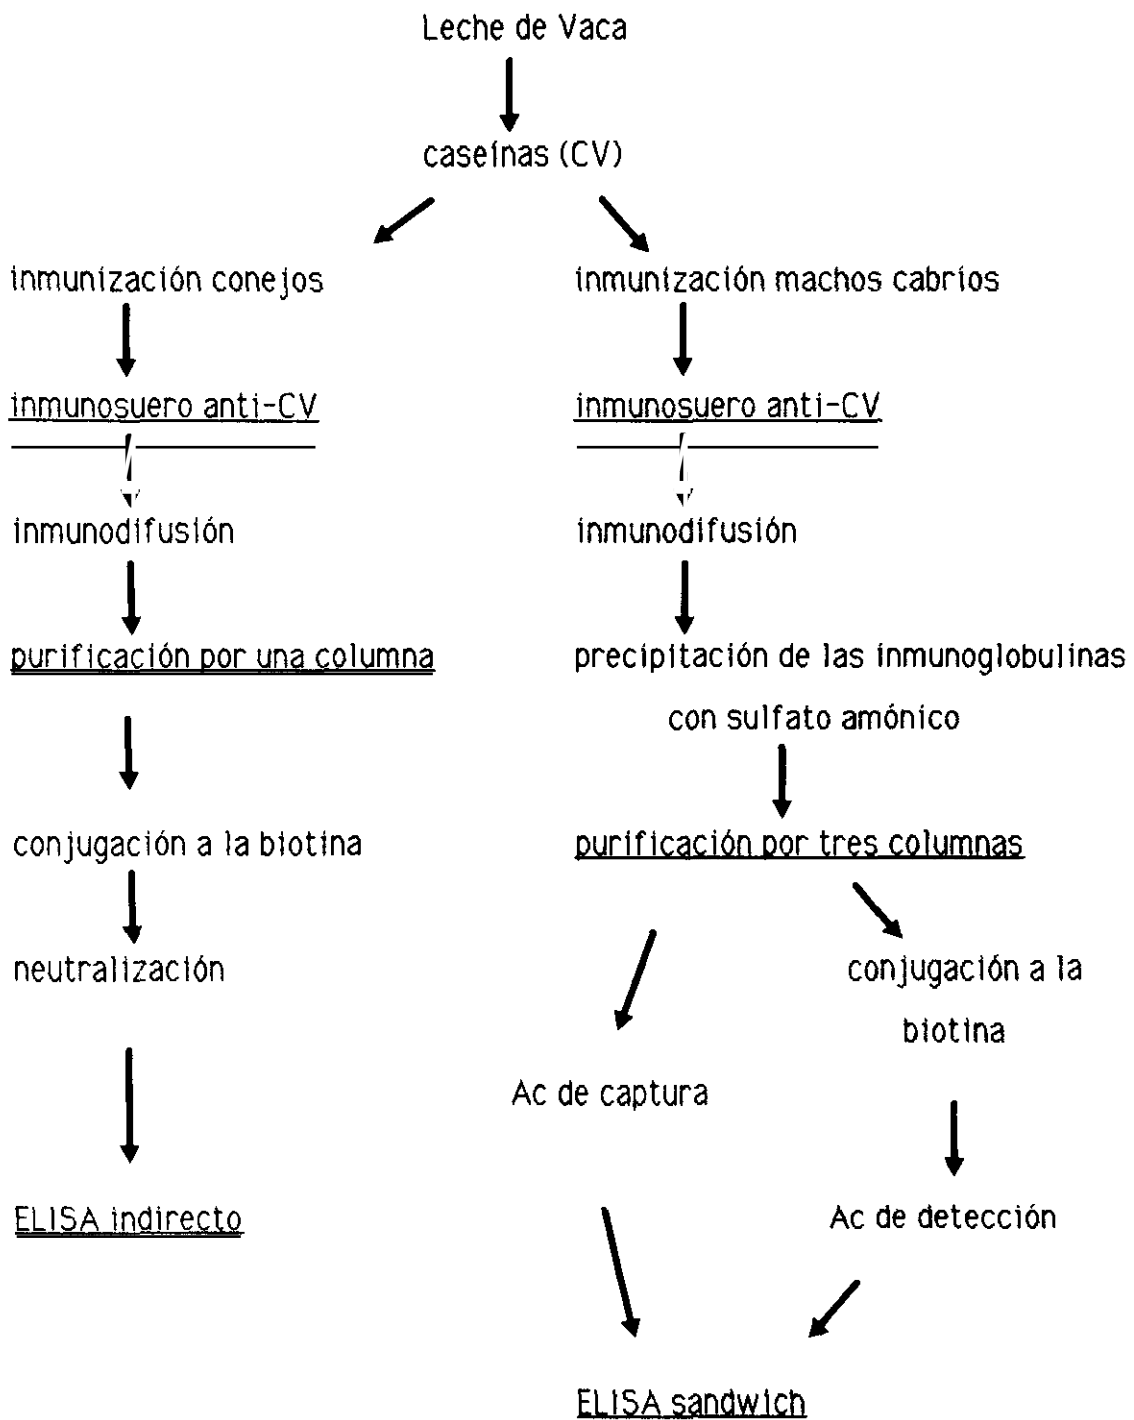 Leche de Vaca
caseínas (CV)
inmunización conejos
inmunosuero anti-CV
inmunodifusión
purificación por una columna
conjugación a la biotina
neutralización
ELISA indirecto
inmunización machos cabríos
inmunosuero anti-CV
inmunodifusión
precipitación de las inmunoglobulinas
con sulfato amónico
purificación por tres columnas
Ac de captura
conjugación a la
biotina
Ac de detección
ELISA sandwich